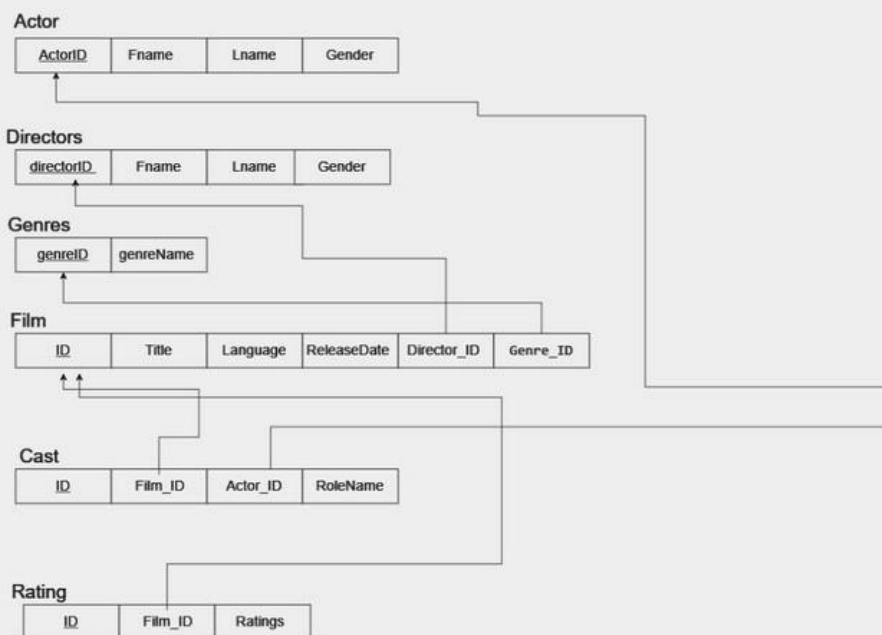 Actor
ActorID Fname Lname Gender
Directors
directorID Fname Lname Gender
Genres
genreID genreName
Film
ID Title Language ReleaseDate Director_ID Genre_ID
Cast
ID Film_ID Actor_ID RoleName
Rating
ID Film_ID Ratings